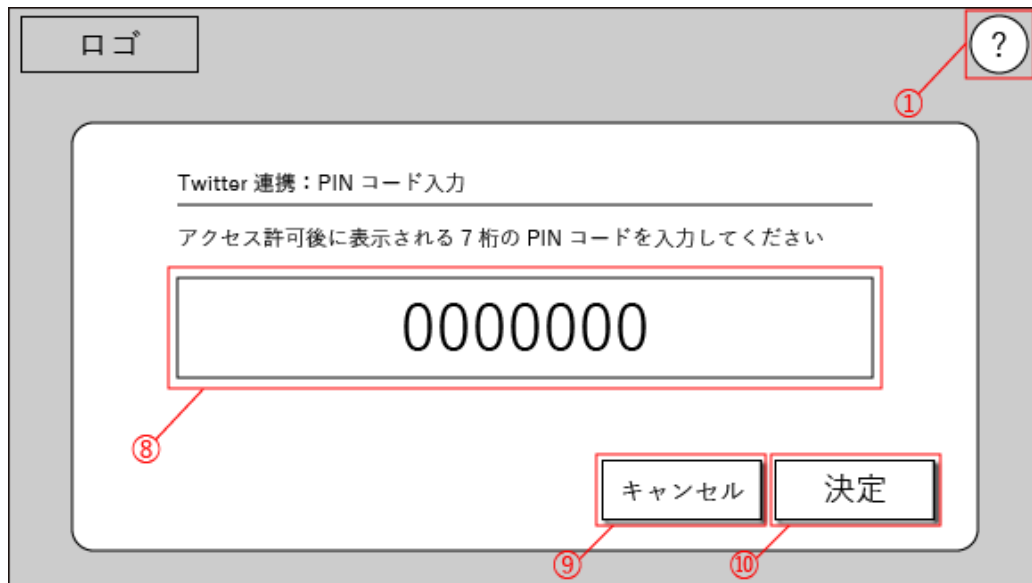 ロゴ
?
①
Twitter 連携：PIN コード入力
アクセス許可後に表示される 7 桁の PIN コードを入力してください
0000000
⑧
キャンセル
決定
⑨
⑩